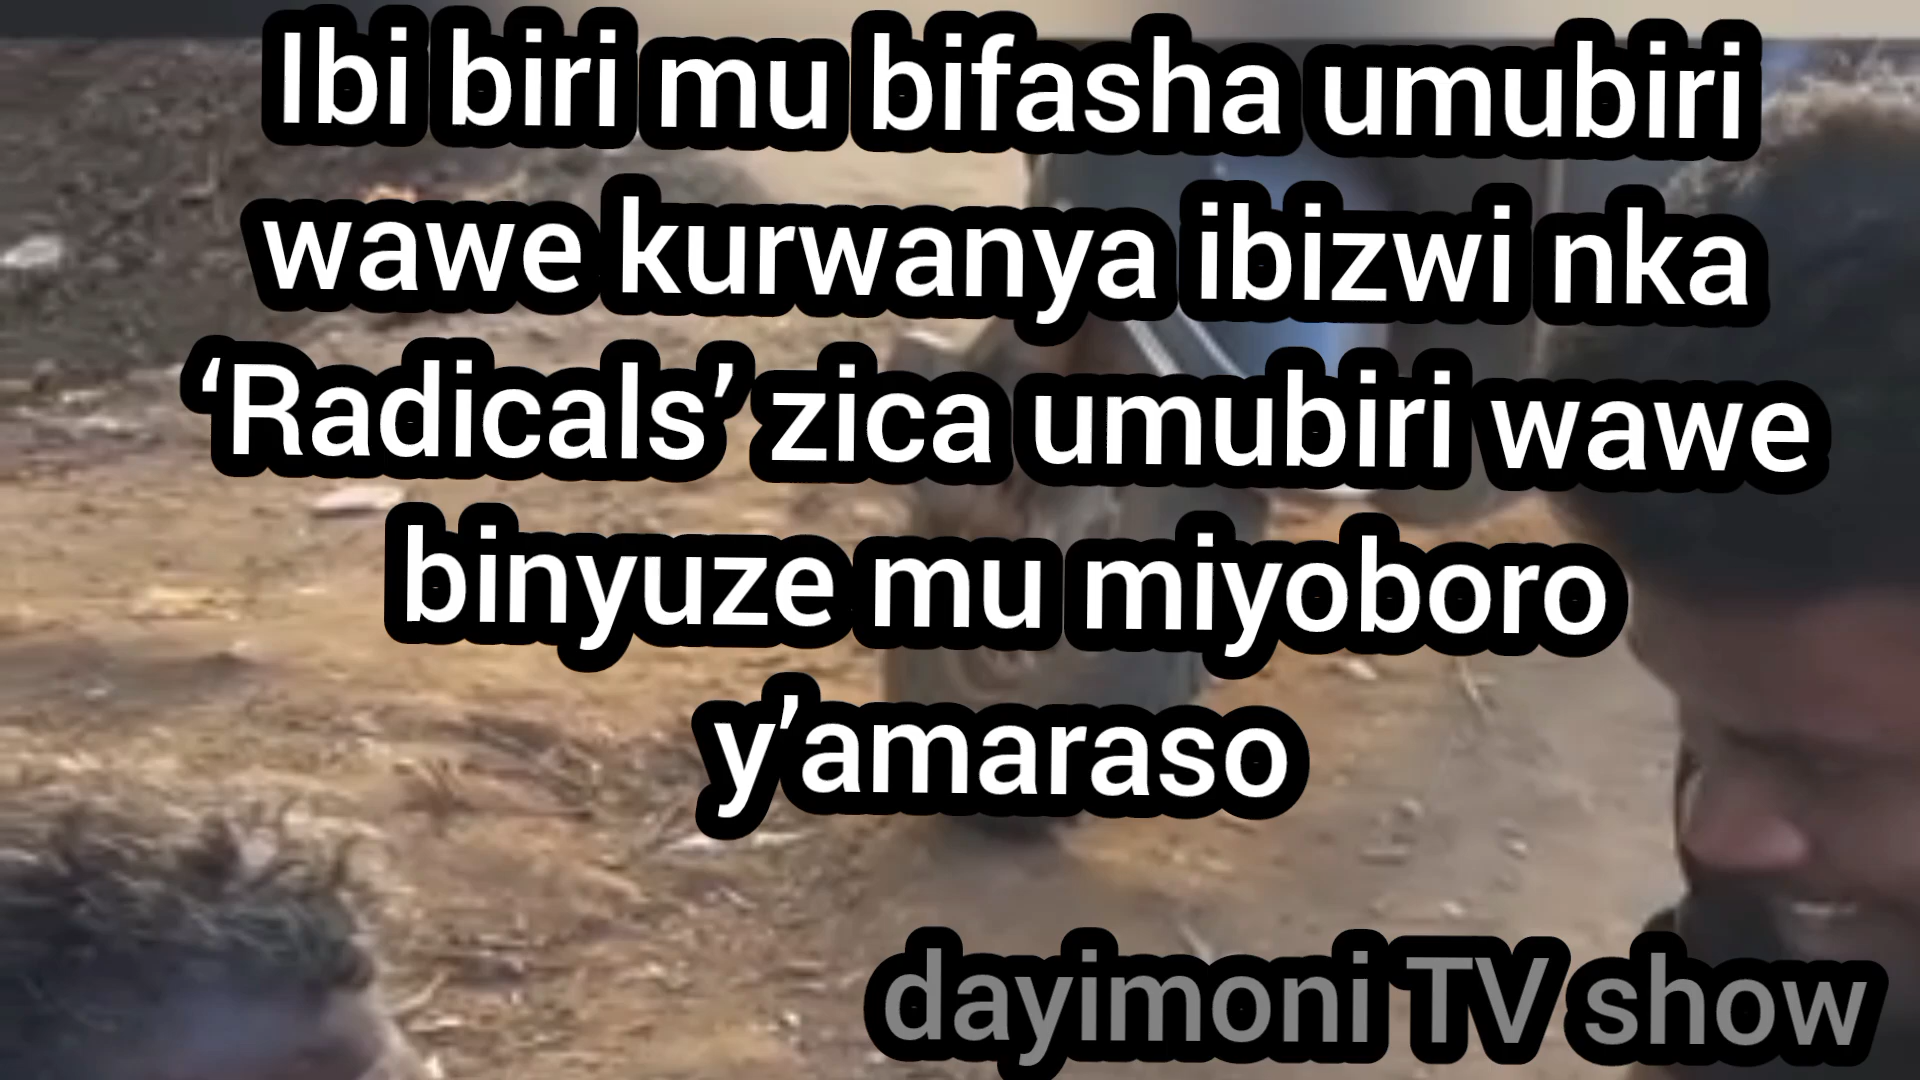 Ibi biri mu bifasha umubiri
wawe kurwanya ibizwi nka
‘Radicals’ zica umubiri wawe
binyuze mu miyoboro
y’amaraso
dayimoni TV show